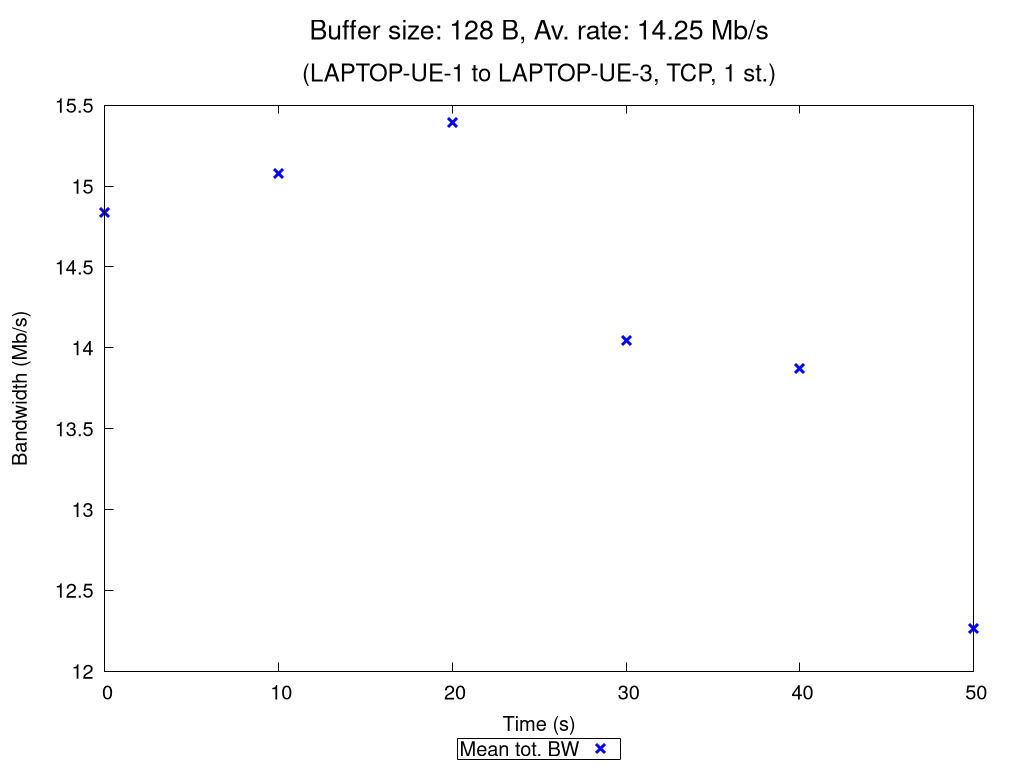 Buffer size: 128 B, Av. rate: 14.25 Mb/s
(LAPTOP-UE-1 to LAPTOP-UE-3, TCP, 1 st.)
15.5
15
14.5
14
13.5
13
12.5
12
Bandwidth (Mb/s)
0 10 20 30 40 50
Time (s)
Mean tot. BW